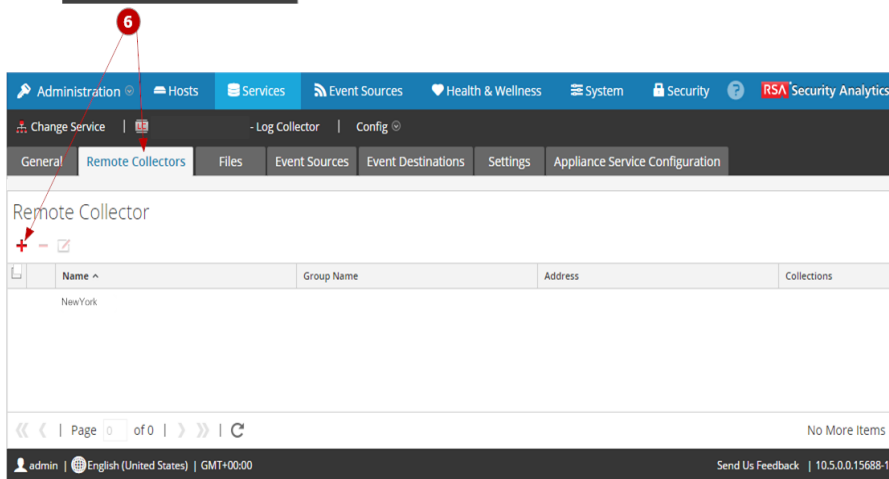 6
Administration Hosts Services Event Sources Health & Wellness System Security ? RSA Security Analytics
Change Service | - Log Collector | Config
General Remote Collectors Files Event Sources Event Destinations Settings Appliance Service Configuration
Remote Collector
Name Group Name Address Collections
NewYork
Page 0 of 0 No More Items
admin | English (United States) | GMT+00:00 Send Us Feedback | 10.5.0.0.15688-1